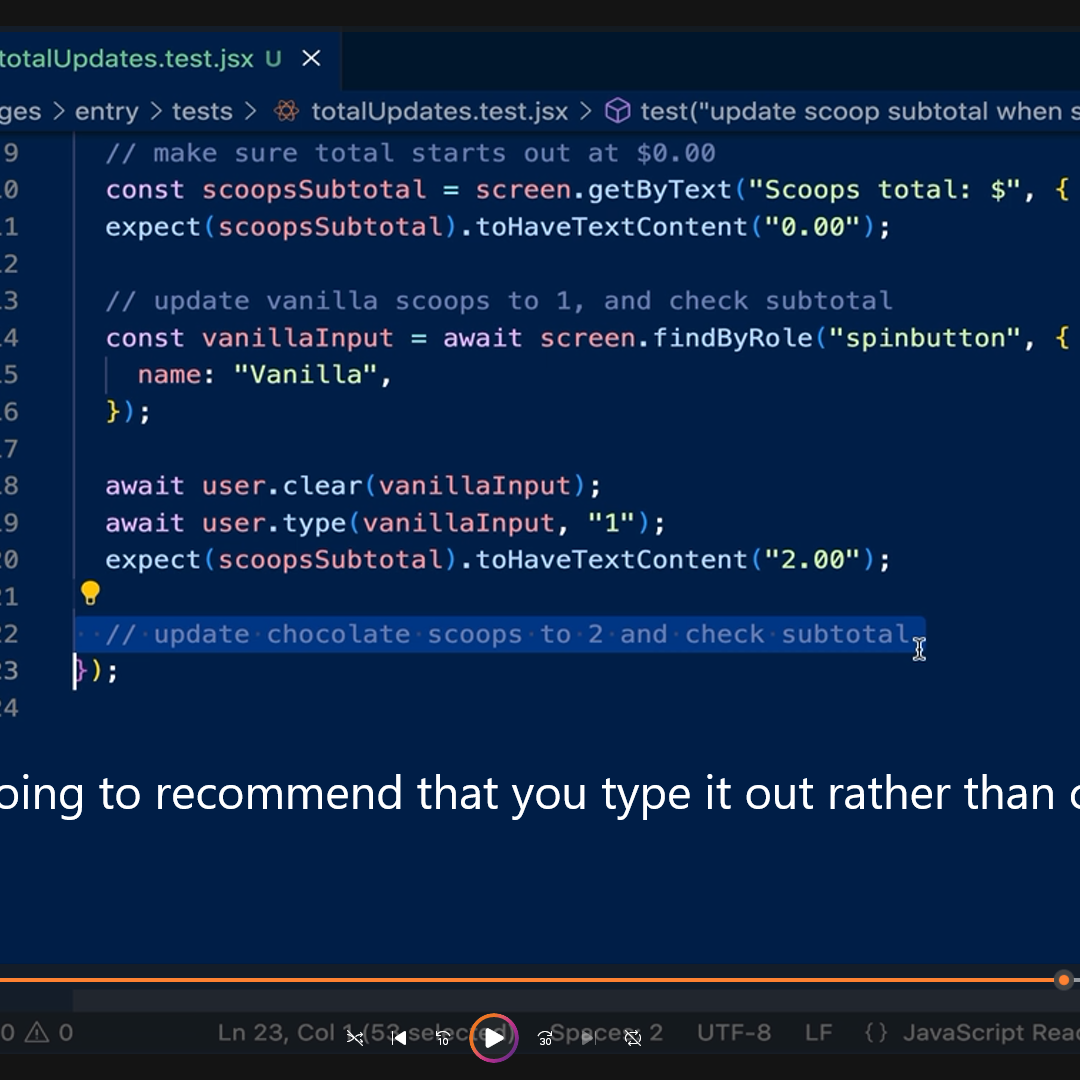 totalUpdates.test.jsx U
ges > entry > tests > totalUpdates.test.jsx > test("update scoop subtotal when s
9 // make sure total starts out at $0.00
10 const scoopsSubtotal = screen.getByText("Scoops total: $", {
11 expect(scoopsSubtotal).toHaveTextContent("0.00");
12
13 // update vanilla scoops to 1, and check subtotal
14 const vanillaInput = await screen.findByRole("spinbutton", {
15 name: "Vanilla",
16 });
17
18 await user.clear(vanillaInput);
19 await user.type(vanillaInput, "1");
20 expect(scoopsSubtotal).toHaveTextContent("2.00");
21
22 // update chocolate scoops to 2 and check subtotal
23 });
24
oing to recommend that you type it out rather than
0 0 Ln 23, Col 1 (53 selected) Spaces: 2 UTF-8 LF {} JavaScript Rea
10 30